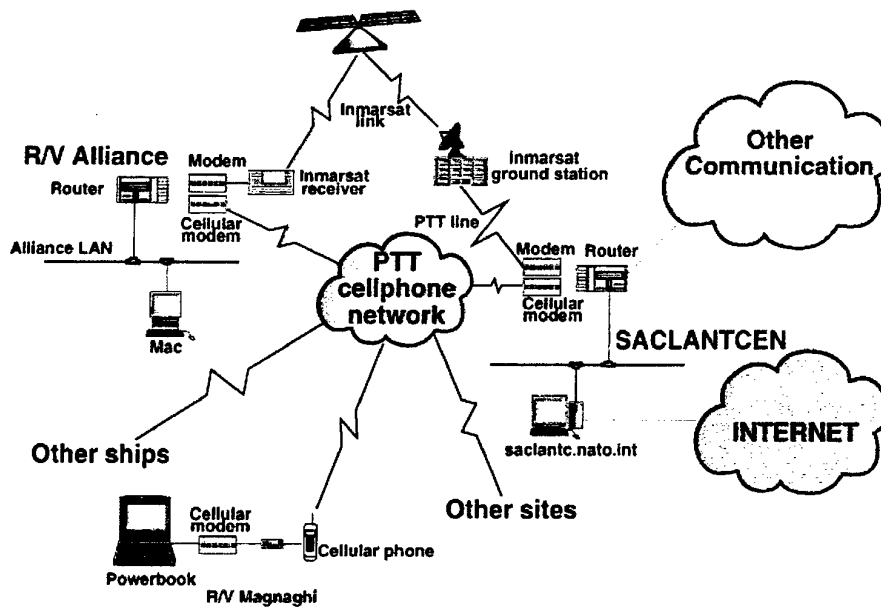 Inmarsat
link
Other
Communication
R/V Alliance
Modem
Inmarsat
receiver
Inmarsat
ground station
Router
Cellular
modem
PTT line
Alliance LAN
Modem
Router
PTT
cellphone
network
Cellular
modem
Mac
SACLANTCEN
INTERNET
Other ships
saclantc.nato.int
Other sites
Cellular
modem
Cellular phone
Powerbook
R/V Magnaghi